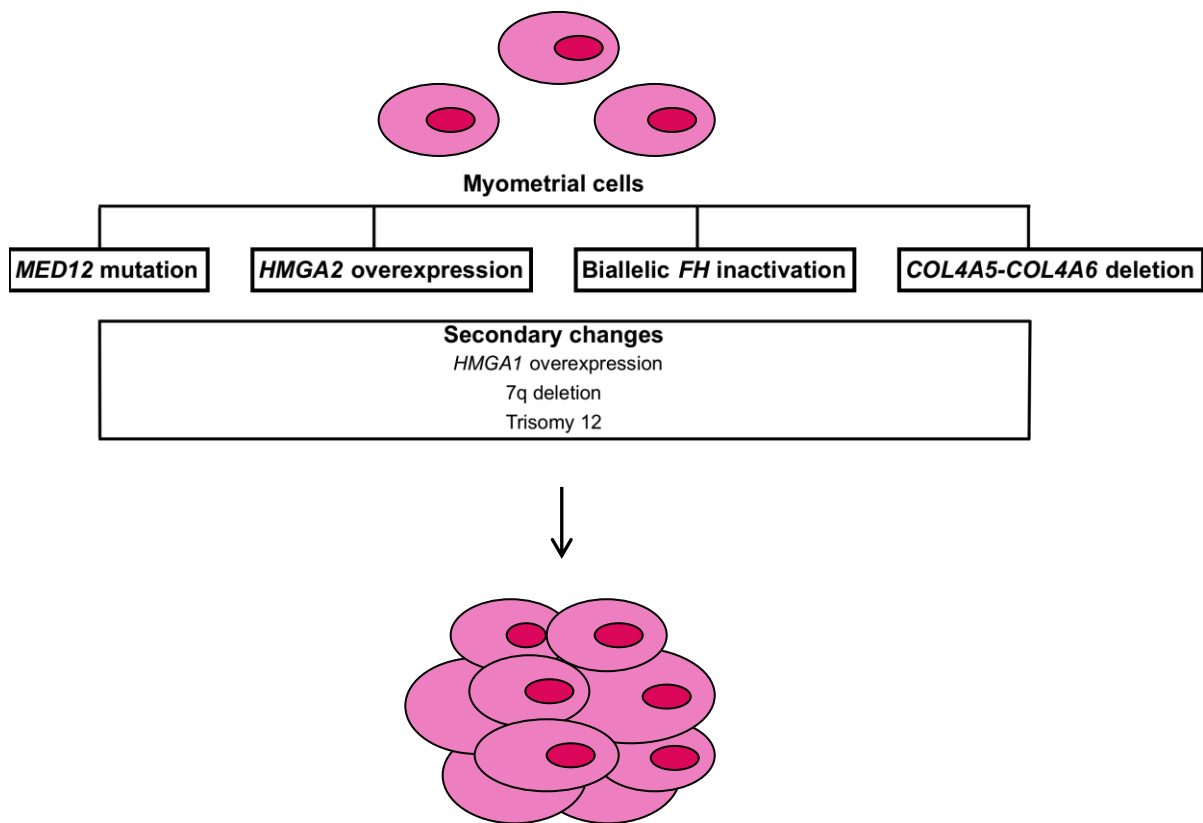 Myometrial cells
MED12 mutation
HMGA2 overexpression
Biallelic FH inactivation
COL4A5-COL4A6 deletion
Secondary changes
HMGA1 overexpression
7q deletion
Trisomy 12